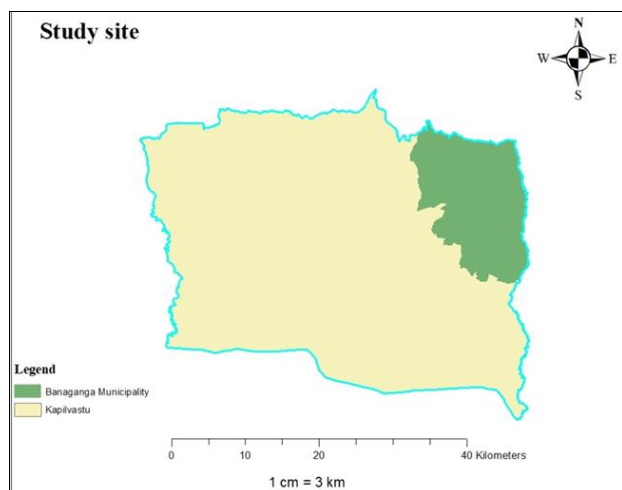 Study site
N
W E
S
Legend
Banaganga Municipality
Kapilvastu
0 10 20 40 Kilometers
1 cm = 3 km